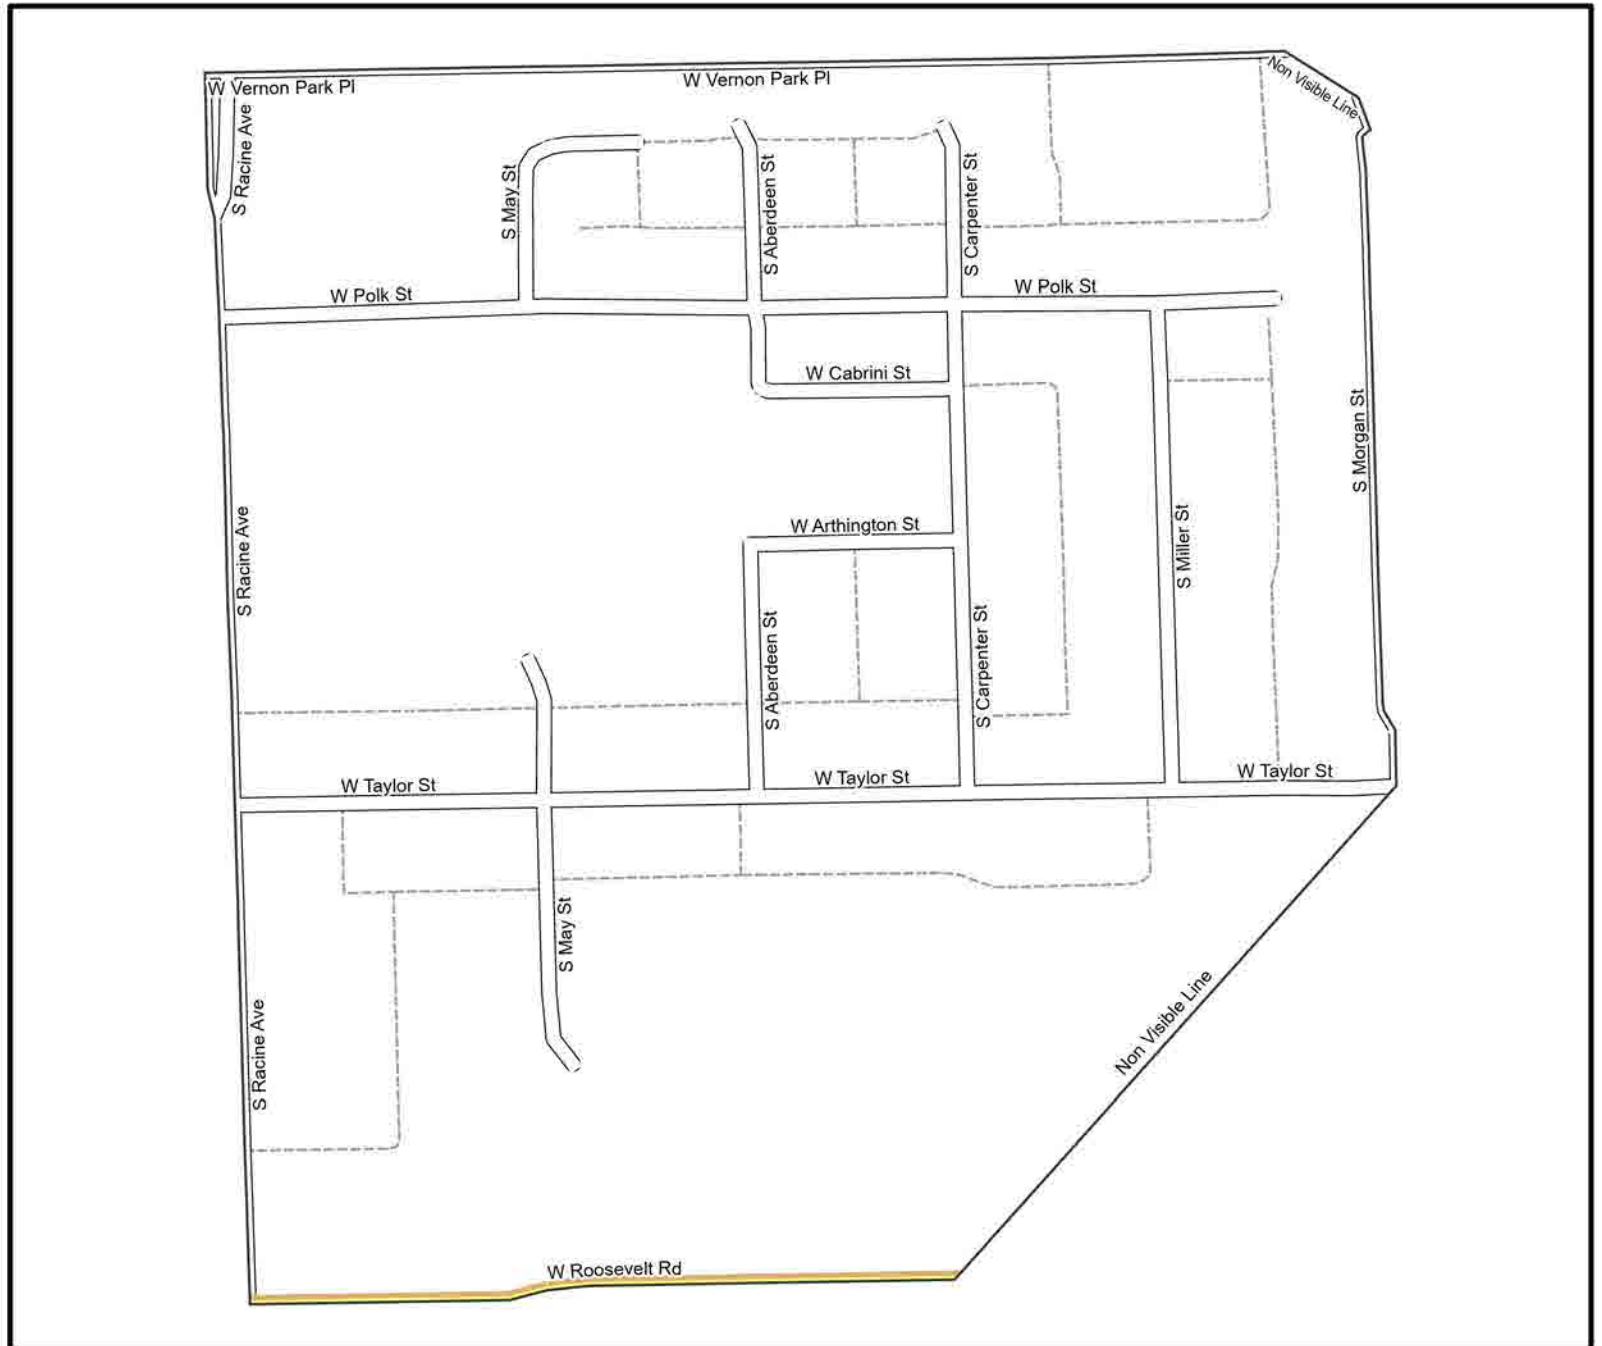 W Vernon Park Pl
W Vernon Park Pl
Non Visible Line
S Racine Ave
S May St
S Aberdeen St
S Carpenter St
W Polk St
W Polk St
W Cabrini St
S Morgan St
W Arthington St
S Racine Ave
S Miller St
S Aberdeen St
S Carpenter St
W Taylor St
W Taylor St
W Taylor St
S May St
S Racine Ave
Non Visible Line
W Roosevelt Rd